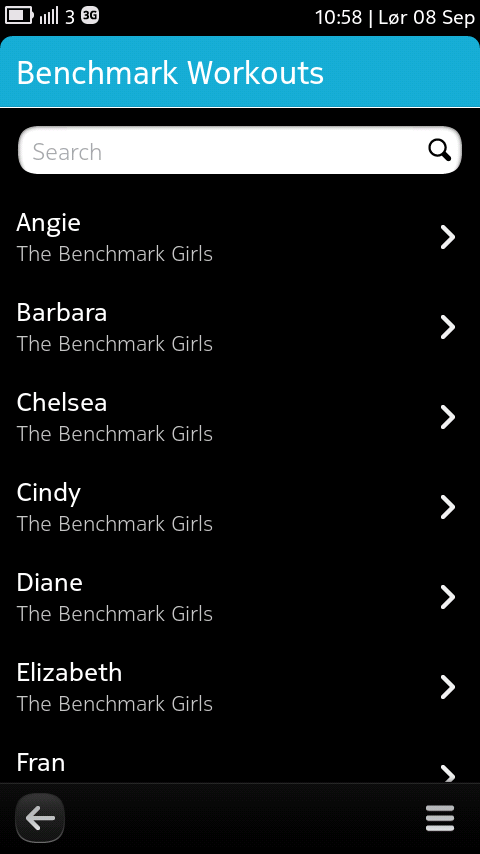 3 3G 10:58 | Lør 08 Sep
Benchmark Workouts
Search
Angie
The Benchmark Girls
Barbara
The Benchmark Girls
Chelsea
The Benchmark Girls
Cindy
The Benchmark Girls
Diane
The Benchmark Girls
Elizabeth
The Benchmark Girls
Fran